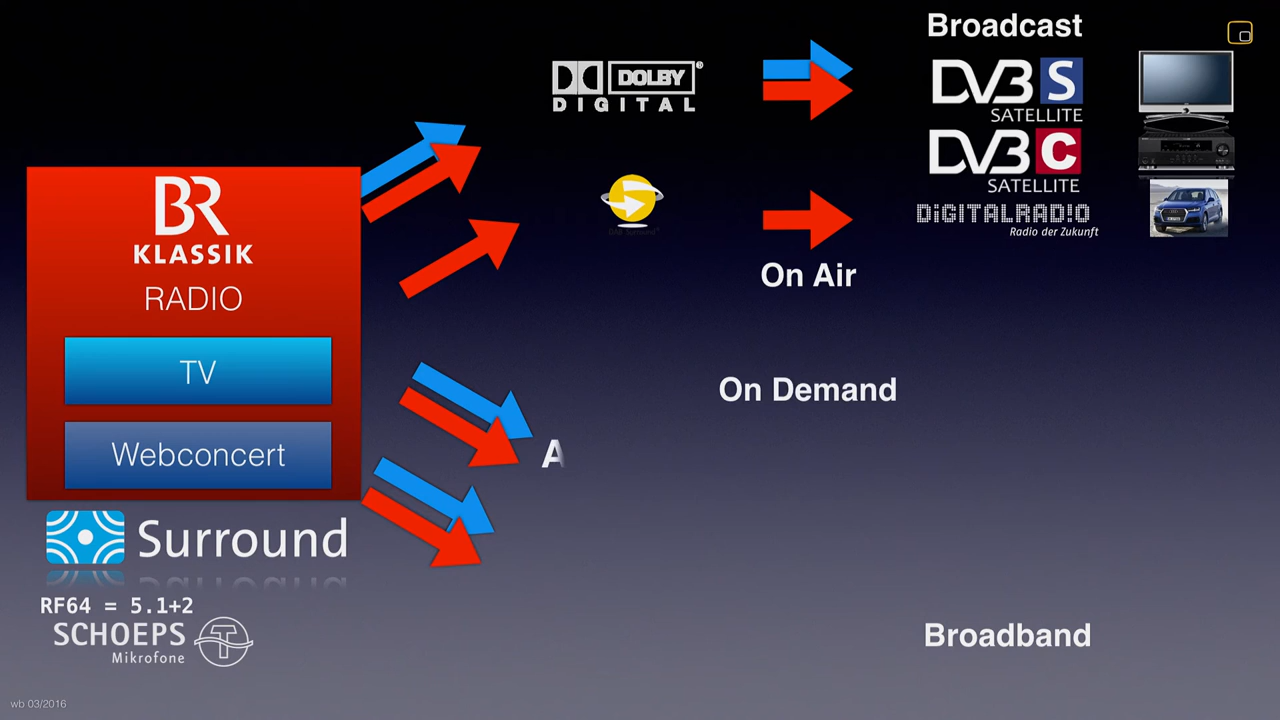 Broadcast
DOLBY®
DIGITAL
DVB S
SATELLITE
DVB C
SATELLITE
DiGiTALRADiO
Radio der Zukunft
On Air
BR
KLASSIK
RADIO
TV
Webconcert
On Demand
A
Surround
RF64 = 5.1+2
SCHOEPS
Mikrofone
Broadband
wb 03/2016